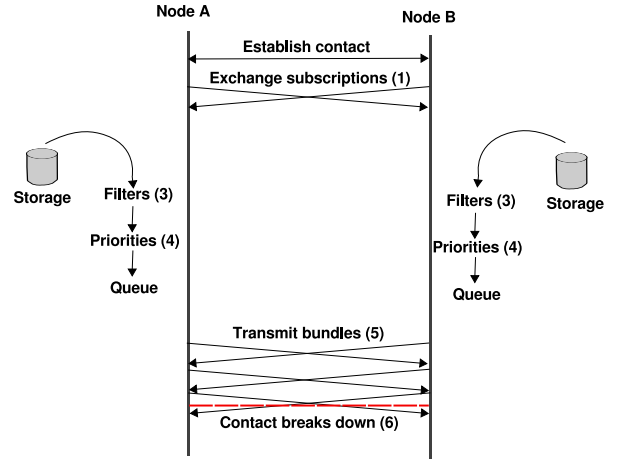 Node A
Node B
Establish contact
Exchange subscriptions (1)
Storage
Filters (3)
Priorities (4)
Queue
Filters (3)
Storage
Priorities (4)
Queue
Transmit bundles (5)
Contact breaks down (6)